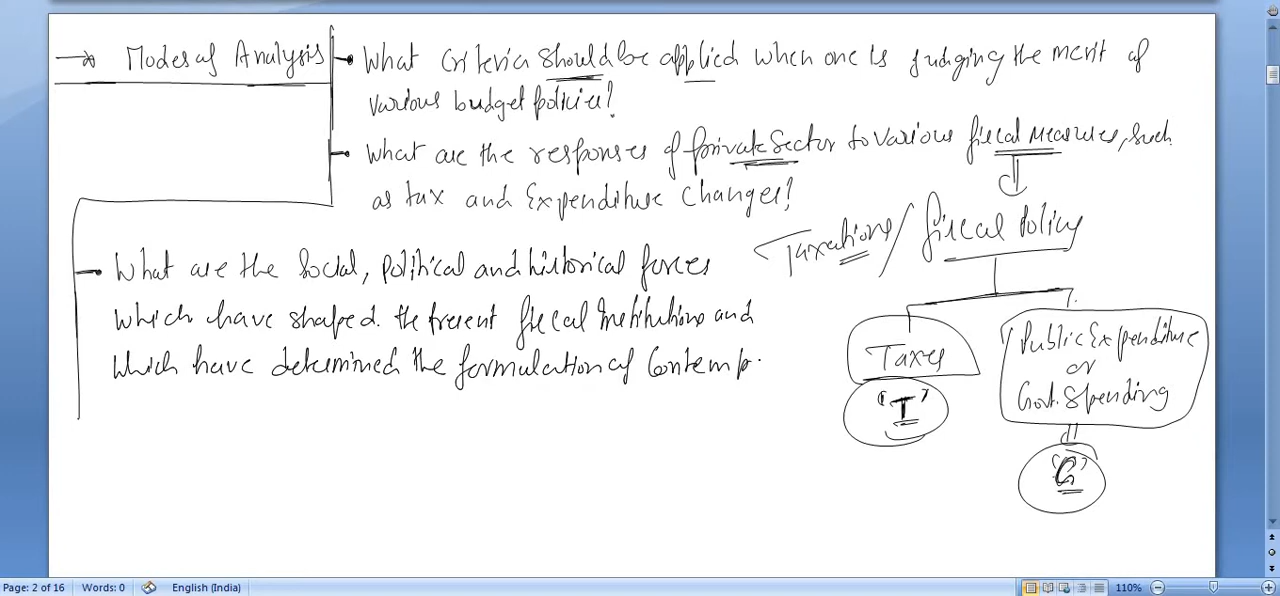 → Modes of Analysis
What Criteria should be applied when one is judging the merit of
various budget policies?
What are the responses of private Sector to various fiscal measures, such
as tax and Expenditure changes?
Taxations / fiscal Policy
What are the Social, political and historical forces
which have shaped the present fiscal institutions and
which have determined the formulation of Contemp.
Taxes
'T'
Public Expenditure
or
Govt. Spending
'G'
Page: 2 of 16
Words: 0
English (India)
110%